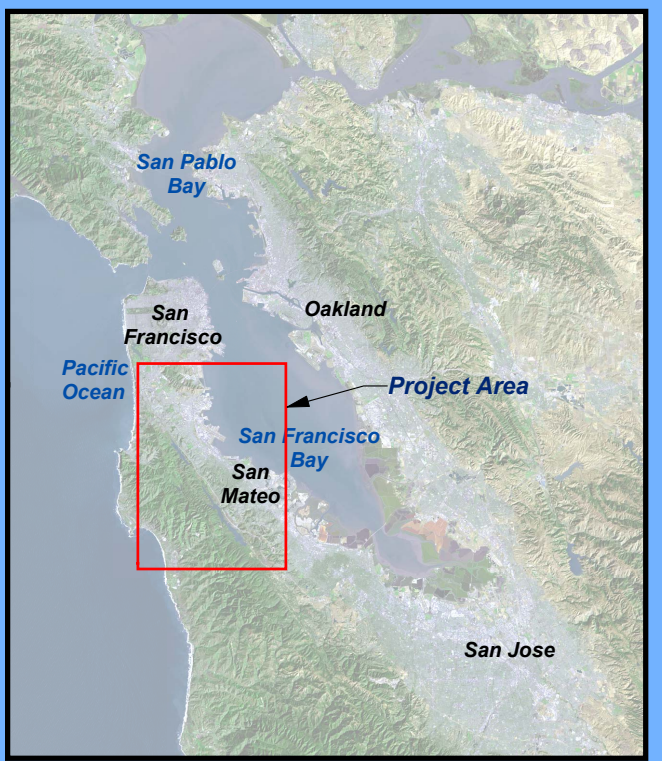 San Pablo
Bay
San
Francisco
Oakland
Pacific
Ocean
Project Area
San Francisco
Bay
San
Mateo
San Jose